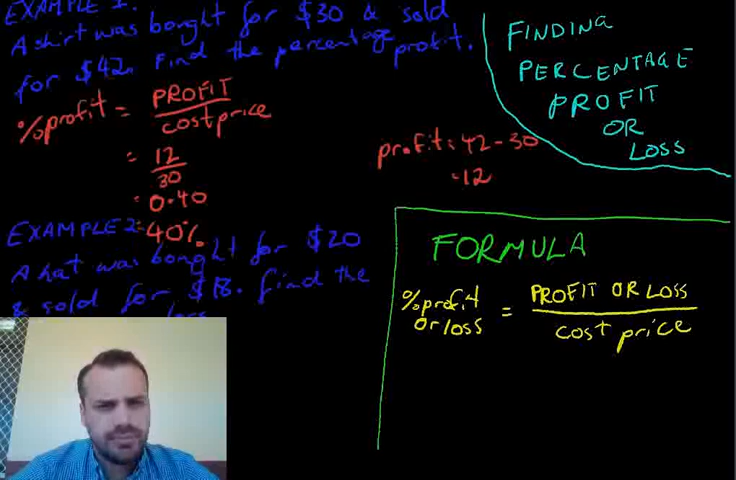 EXAMPLE 1:
A shirt was bought for $30 & sold
for $42. Find the percentage profit.
%profit = PROFIT
cost price
= 12
30
= 0.40
= 40%
profit = 42 - 30
= 12
EXAMPLE 2:
A hat was bought for $20
& sold for $18. Find the
loss
FINDING
PERCENTAGE
PROFIT
OR
LOSS
FORMULA
%profit
or loss
= PROFIT OR LOSS
cost price